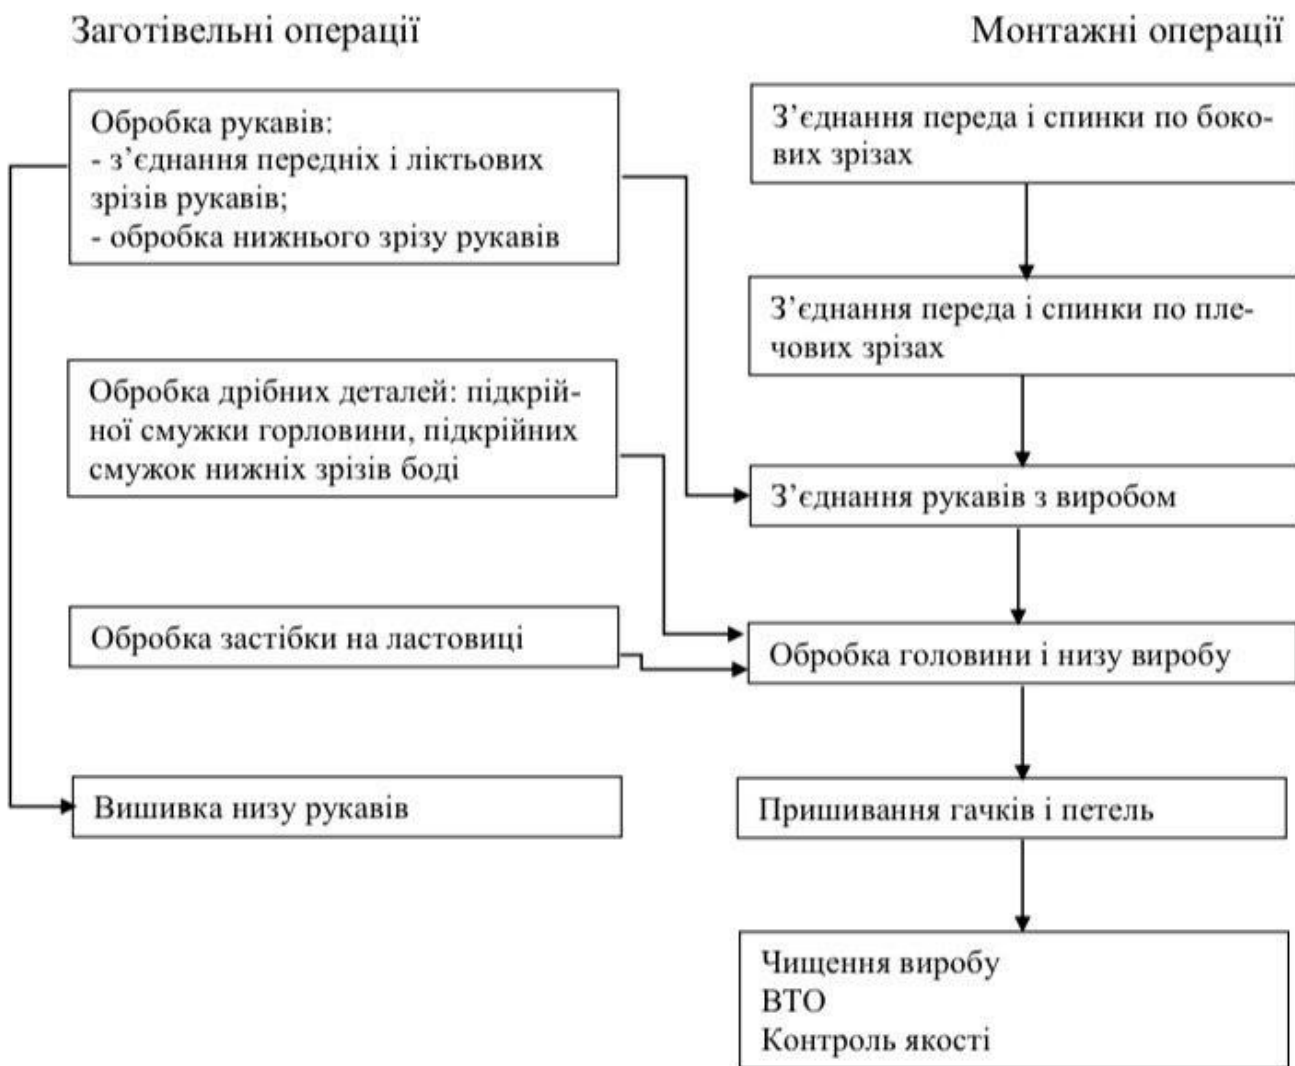 Заготівельні операції
Обробка рукавів:
- з’єднання передніх і ліктьових
зрізів рукавів;
- обробка нижнього зрізу рукавів
Обробка дрібних деталей: підкрій-
ної смужки горловини, підкрійних
смужок нижніх зрізів боді
Обробка застібки на ластовиці
Вишивка низу рукавів
Монтажні операції
З’єднання переда і спинки по боко-
вих зрізах
З’єднання переда і спинки по пле-
чових зрізах
З’єднання рукавів з виробом
Обробка головини і низу виробу
Пришивання гачків і петель
Чищення виробу
ВТО
Контроль якості